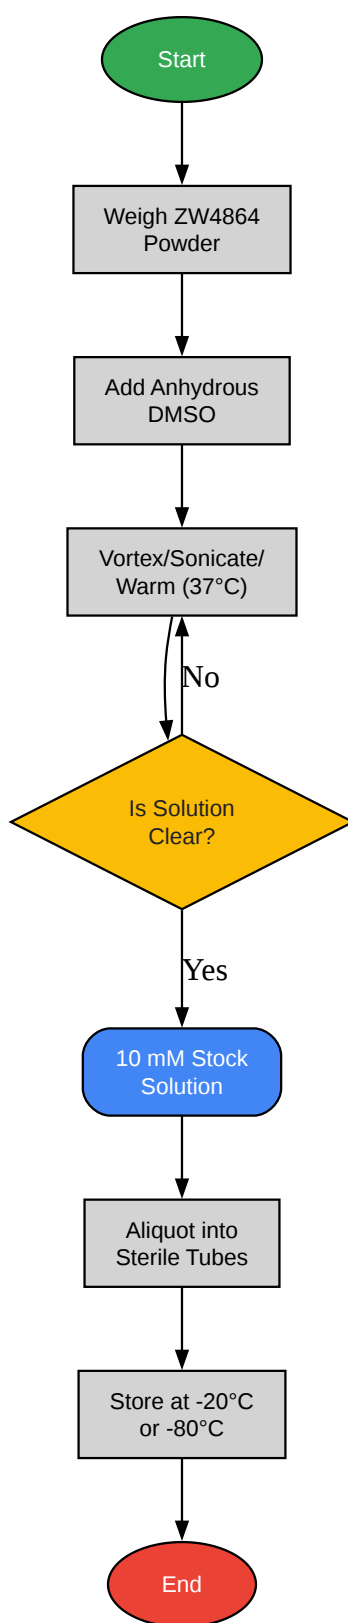 Start
Weigh ZW4864
Powder
Add Anhydrous
DMSO
Vortex/Sonicate/
Warm (37°C)
No
Is Solution
Clear?
Yes
10 mM Stock
Solution
Aliquot into
Sterile Tubes
Store at -20°C
or -80°C
End